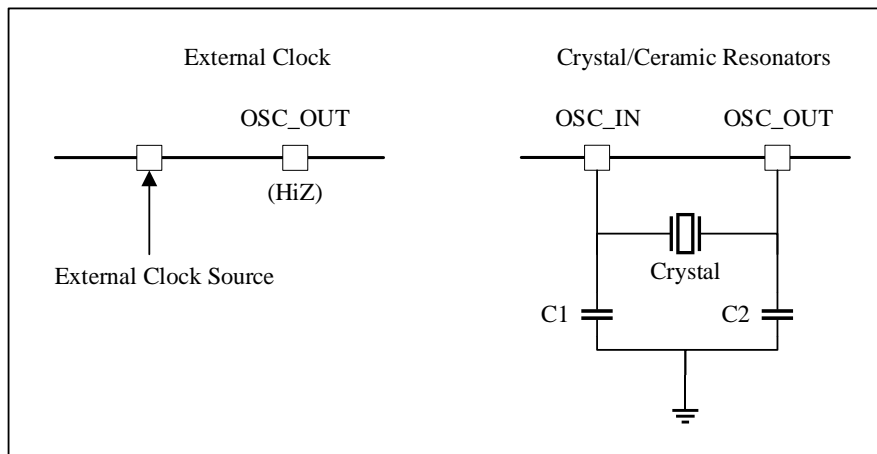 External Clock
OSC_OUT
(HiZ)
External Clock Source
Crystal/Ceramic Resonators
OSC_IN OSC_OUT
Crystal
C1 C2